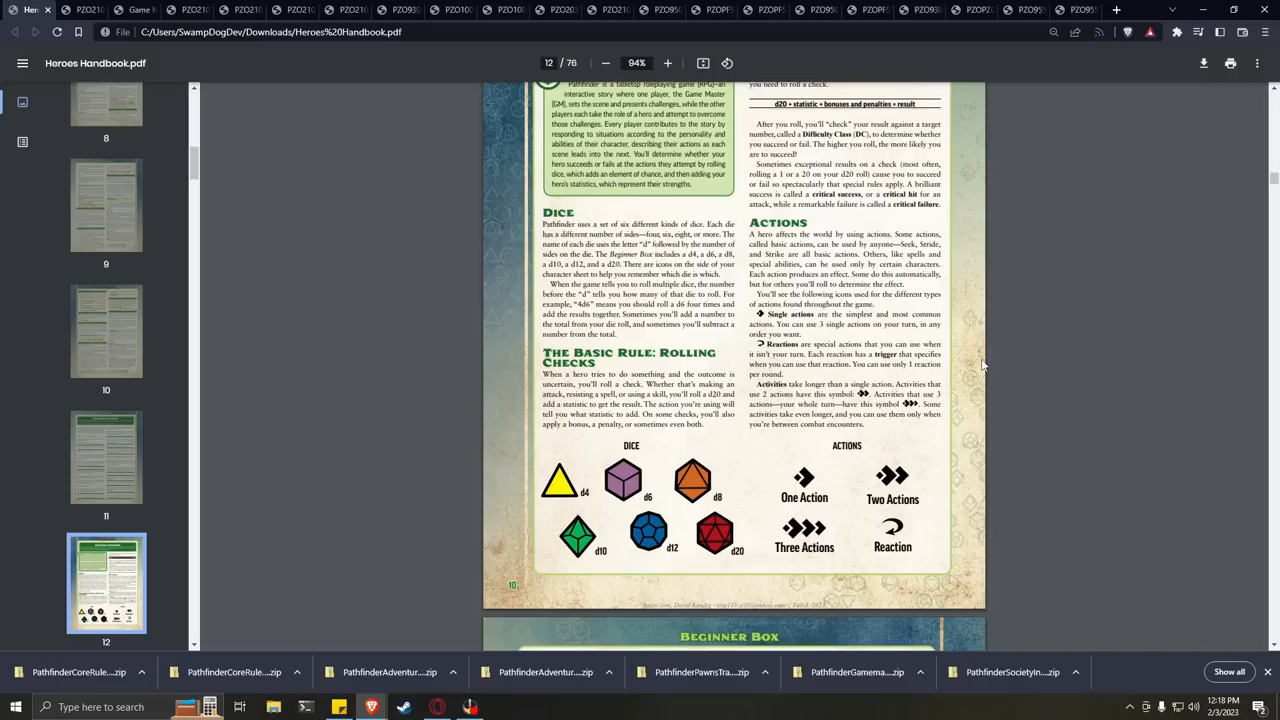 Her
PZO100
Game M
PZO210
PZO210
PZO210
PZO930
PZO100
PZO100
PZO203
PZO210
PZO950
PZOPF5
PZOPF5
PZO950
PZOPF5
PZO930
PZO210
PZO955
PZO955
File
C:/Users/SwampDogDev/Downloads/Heroes%20Handbook.pdf
Heroes Handbook.pdf
12 / 76
94%
8
9
10
11
12
Pathfinder is a tabletop roleplaying game (RPG)—an
interactive story where one player, the Game Master
(GM), sets the scene and presents challenges, while the other
players each take the role of a hero and attempt to overcome
those challenges. Every player contributes to the story by
responding to situations according to the personality and
abilities of their character, describing their actions as each
scene leads into the next. You'll determine whether your
hero succeeds or fails at the actions they attempt by rolling
dice, which adds an element of chance, and then adding your
hero's statistics, which represent their strengths.
Dice
Pathfinder uses a set of six different kinds of dice. Each die
has a different number of sides—four, six, eight, or more. The
name of each die uses the letter "d" followed by the number of
sides on the die. The Beginner Box includes a d4, a d6, a d8,
a d10, a d12, and a d20. There are icons on the side of your
character sheet to help you remember which die is which.
When the game tells you to roll multiple dice, the number
before the "d" tells you how many of that die to roll. For
example, "4d6" means you should roll a d6 four times and
add the results together. Sometimes you'll add a number to
the total from your die roll, and sometimes you'll subtract a
number from the total.
The Basic Rule: Rolling
Checks
When a hero tries to do something and the outcome is
uncertain, you'll roll a check. Whether that's making an
attack, resisting a spell, or using a skill, you'll roll a d20 and
add a statistic to get the result. The action you're using will
tell you what statistic to add. On some checks, you'll also
apply a bonus, a penalty, or sometimes even both.
you need to roll a check.
d20 + statistic + bonuses and penalties = result
After you roll, you'll "check" your result against a target
number, called a Difficulty Class (DC), to determine whether
you succeed or fail. The higher you roll, the more likely you
are to succeed!
Sometimes exceptional results on a check (most often,
rolling a 1 or a 20 on your d20 roll) cause you to succeed
or fail so spectacularly that special rules apply. A brilliant
success is called a critical success, or a critical hit for an
attack, while a remarkable failure is called a critical failure.
Actions
A hero affects the world by using actions. Some actions,
called basic actions, can be used by anyone—Seek, Stride,
and Strike are all basic actions. Others, like spells and
special abilities, can be used only by certain characters.
Each action produces an effect. Some do this automatically,
but for others you'll roll to determine the effect.
You'll see the following icons used for the different types
of actions found throughout the game.
Single actions are the simplest and most common
actions. You can use 3 single actions on your turn, in any
order you want.
Reactions are special actions that you can use when
it isn't your turn. Each reaction has a trigger that specifies
when you can use that reaction. You can use only 1 reaction
per round.
Activities take longer than a single action. Activities that
use 2 actions have this symbol: . Activities that use 3
actions—your whole turn—have this symbol . Some
activities take even longer, and you can use them only when
you're between combat encounters.
DICE
d4
d6
d8
d10
d12
d20
ACTIONS
One Action
Two Actions
Three Actions
Reaction
10
Beginner Box
PathfinderCoreRule....zip
PathfinderCoreRule....zip
PathfinderAdventur....zip
PathfinderAdventur....zip
PathfinderPawnsTra....zip
PathfinderGamema....zip
PathfinderSocietyIn....zip
Show all
Type here to search
12:18 PM
2/3/2023